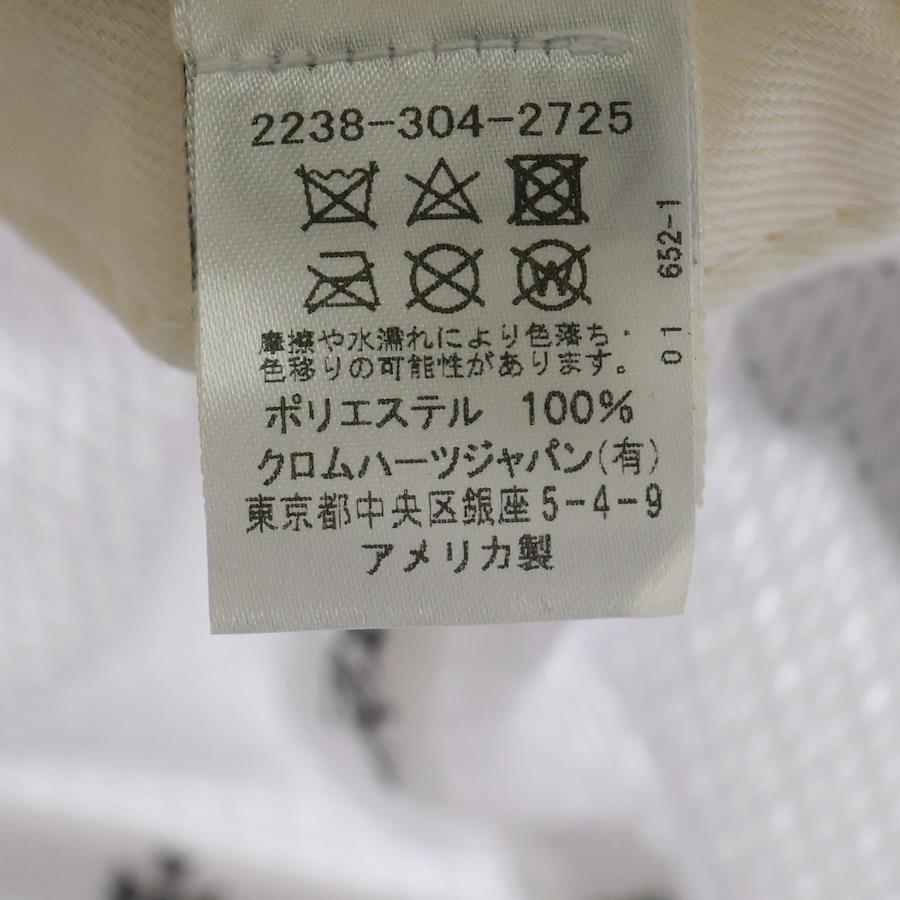 2238-304-2725
摩擦や水濡れにより色落ち・
色移りの可能性があります。
ポリエステル 100%
クロムハーツジャパン(有)
東京都中央区銀座5-4-9
アメリカ製
01 652-1